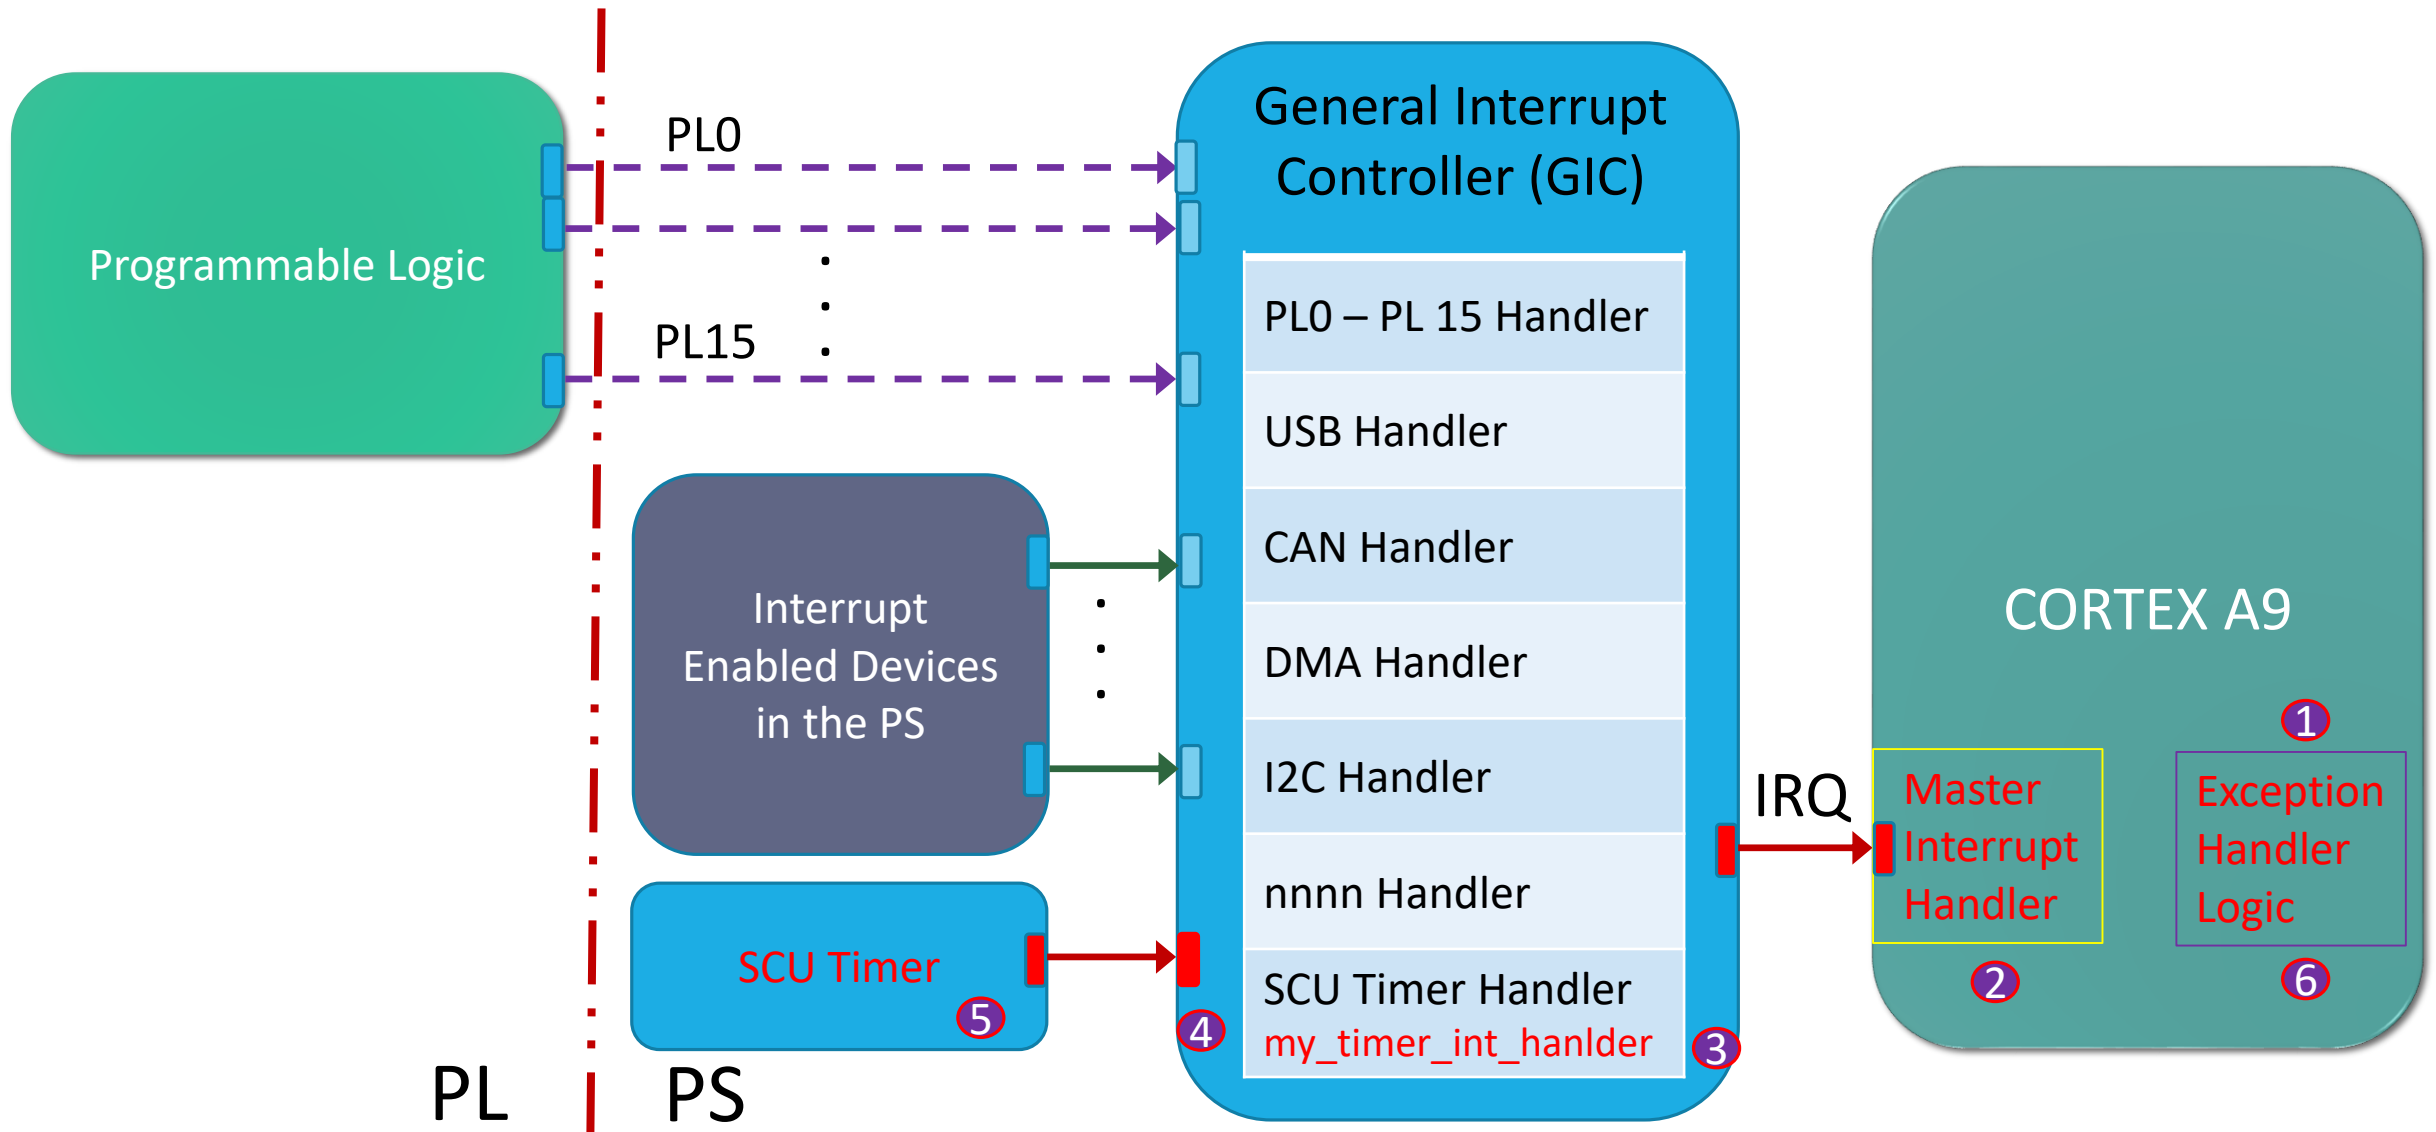 Programmable Logic
PL0
PL15
General Interrupt
Controller (GIC)
PL0 – PL 15 Handler
USB Handler
CAN Handler
DMA Handler
I2C Handler
nnnn Handler
SCU Timer Handler
my_timer_int_hanlder
Interrupt
Enabled Devices
in the PS
SCU Timer
5
4
3
IRQ
CORTEX A9
1
Master
Interrupt
Handler
2
Exception
Handler
Logic
6
PL
PS